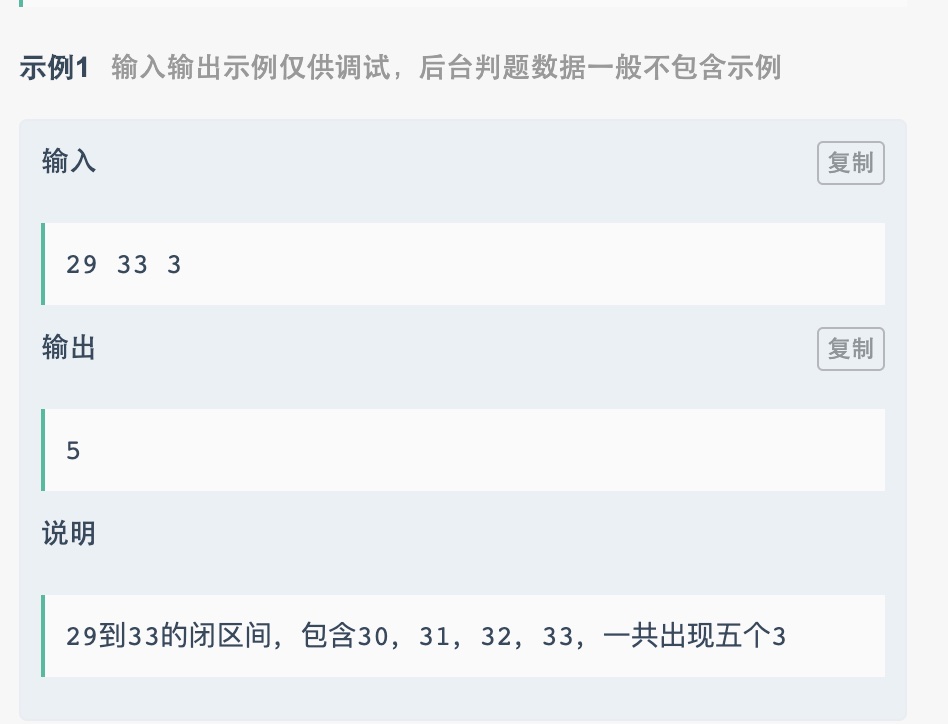 示例1 输入输出示例仅供调试，后台判题数据一般不包含示例
输入
复制
29 33 3
输出
复制
5
说明
29到33的闭区间，包含30，31，32，33，一共出现五个3